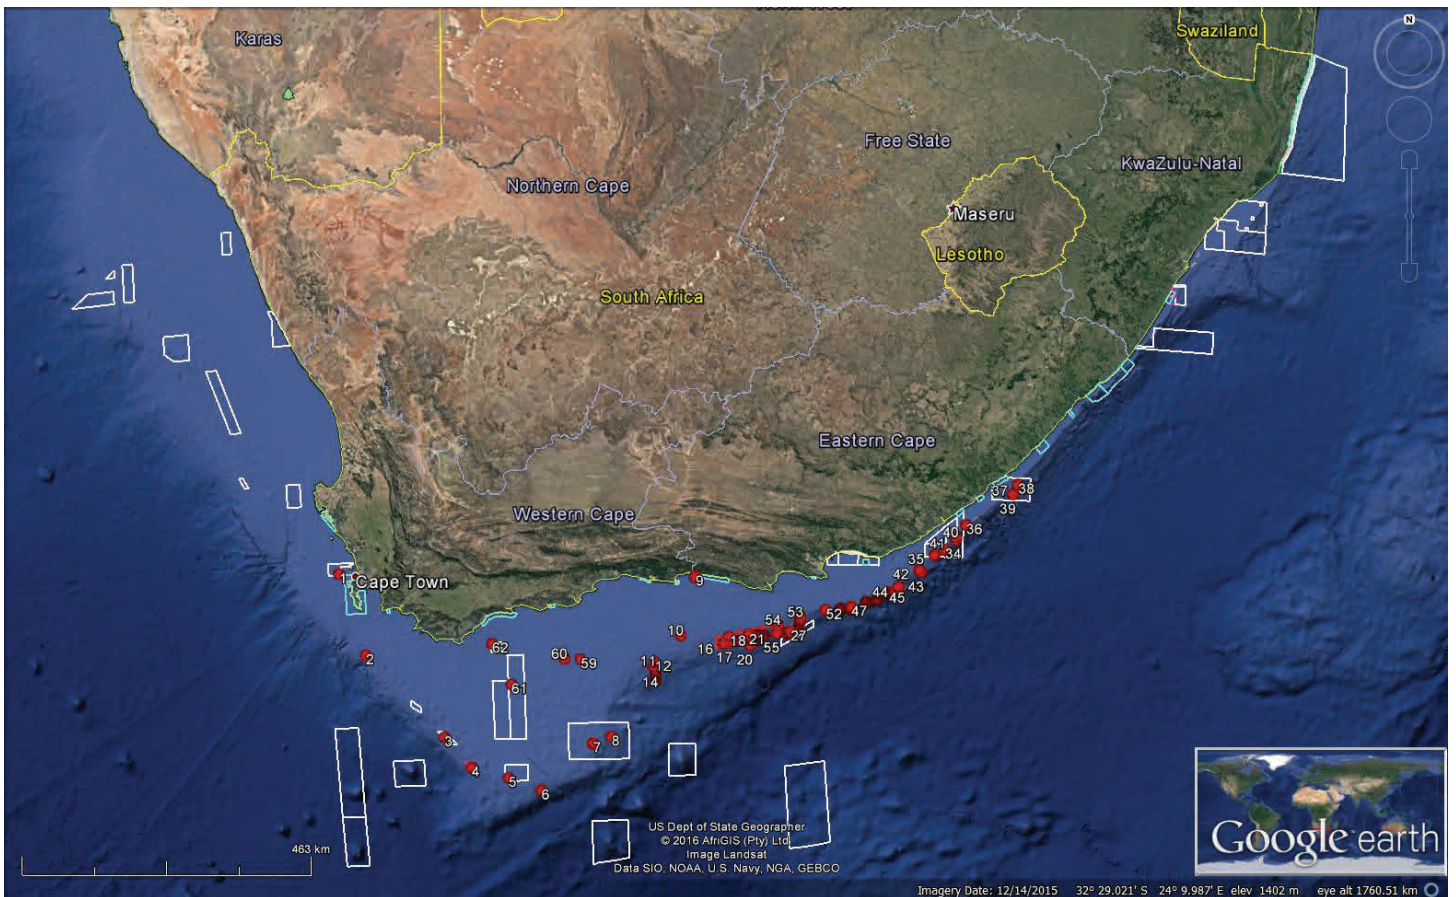 N
Karas
Swaziland
Free State
KwaZulu-Natal
Northern Cape
Maseru
Lesotho
South Africa
Eastern Cape
Western Cape
37
38
39
36
40
41
34
35
1
Cape Town
9
42
43
44
45
53
52
47
54
10
16
18
21
27
62
17
55
20
2
60
59
11
12
14
61
3
7
8
4
5
6
463 km
US Dept of State Geographer
© 2016 AfriGIS (Pty) Ltd.
Image Landsat
Data SIO, NOAA, U.S. Navy, NGA, GEBCO
Google earth
Imagery Date: 12/14/2015 32° 29.021' S 24° 9.987' E elev 1402 m eye alt 1760.51 km